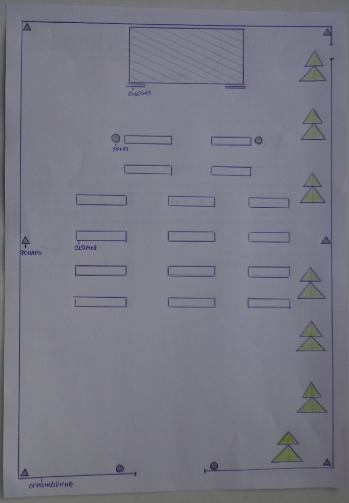 сцена
урна
скамья
фонарь
ограждение